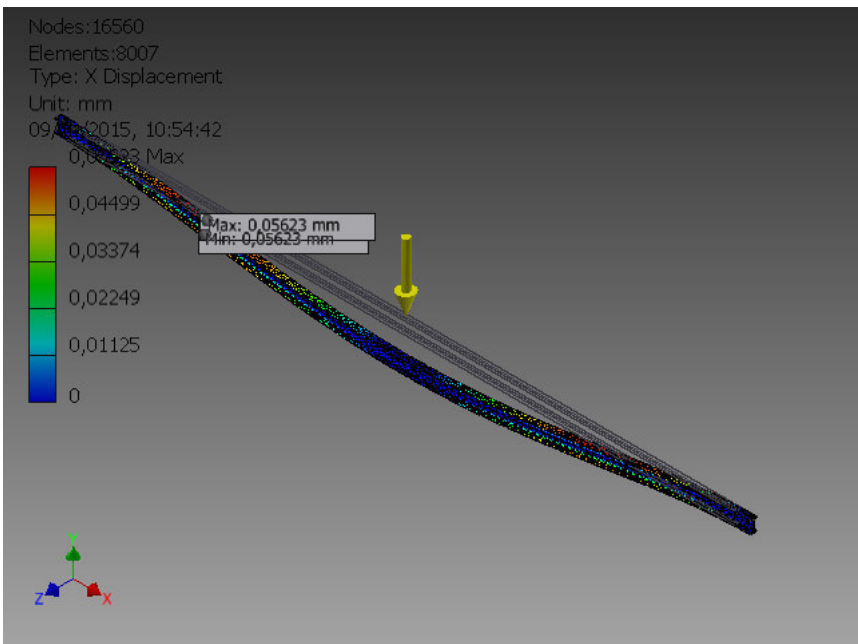 Nodes:16560
Elements:8007
Type: X Displacement
Unit: mm
2015, 10:54:42
Max
0,04499
0,03374
0,02249
0,01125
0
Max: 0,05623 mm
Min: 0,05623 mm
Y
Z
X